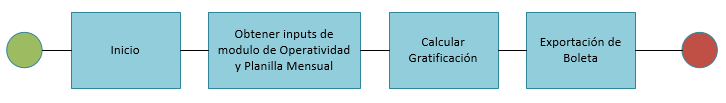 Inicio
Obtener inputs de
modulo de Operatividad
y Planilla Mensual
Calcular
Gratificación
Exportación de
Boleta